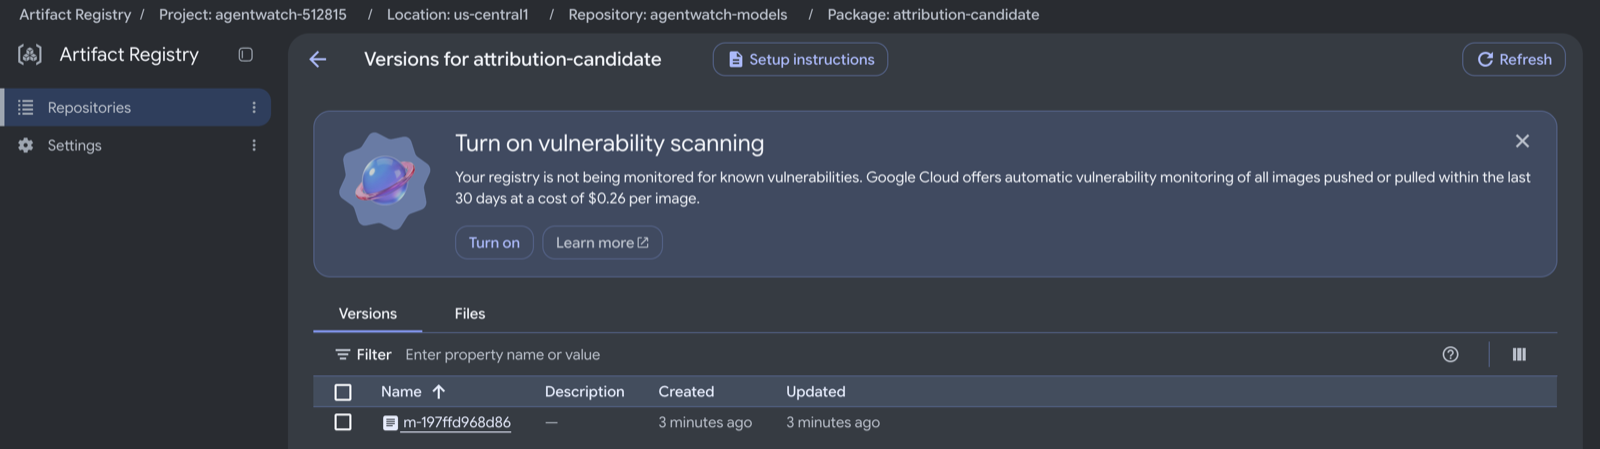 Artifact Registry / Project: agentwatch-512815 / Location: us-central1 / Repository: agentwatch-models / Package: attribution-candidate
Artifact Registry
Versions for attribution-candidate
Setup instructions
Refresh
Repositories
Settings
Turn on vulnerability scanning
Your registry is not being monitored for known vulnerabilities. Google Cloud offers automatic vulnerability monitoring of all images pushed or pulled within the last
30 days at a cost of $0.26 per image.
Turn on
Learn more
Versions Files
Filter Enter property name or value
Name Description Created Updated
m-197ffd968d86 — 3 minutes ago 3 minutes ago